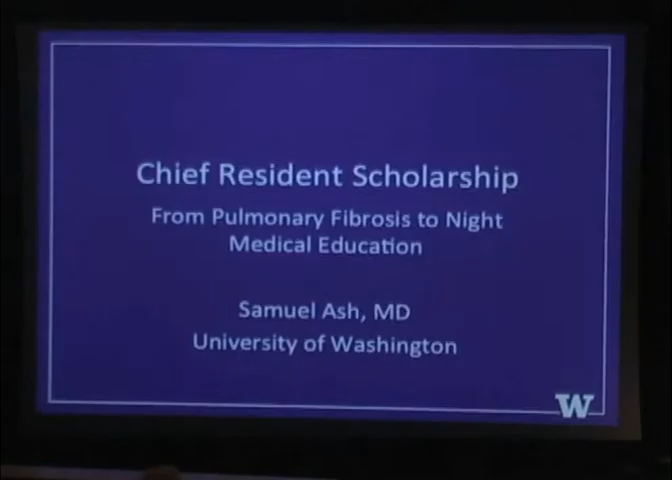 Chief Resident Scholarship
From Pulmonary Fibrosis to Night
Medical Education
Samuel Ash, MD
University of Washington
W